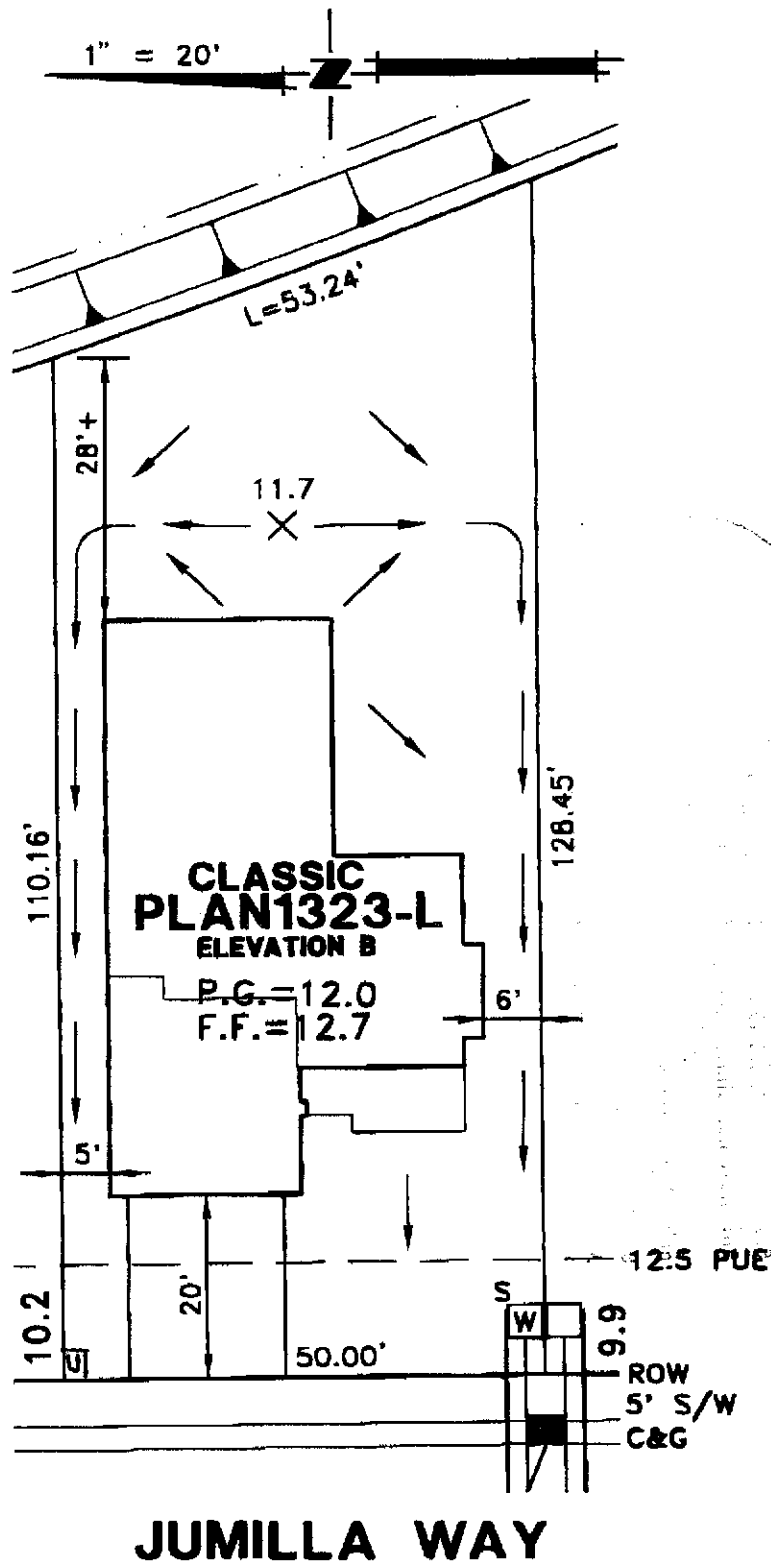 1" = 20'
Z
L=53.24'
28'+
11.7
110.16'
128.45'
CLASSIC
PLAN1323-L
ELEVATION B
P.G.=12.0
F.F.=12.7
6'
5'
12.5 PUE
20'
10.2
S
W
9.9
U
50.00'
ROW
5' S/W
C&G
JUMILLA WAY